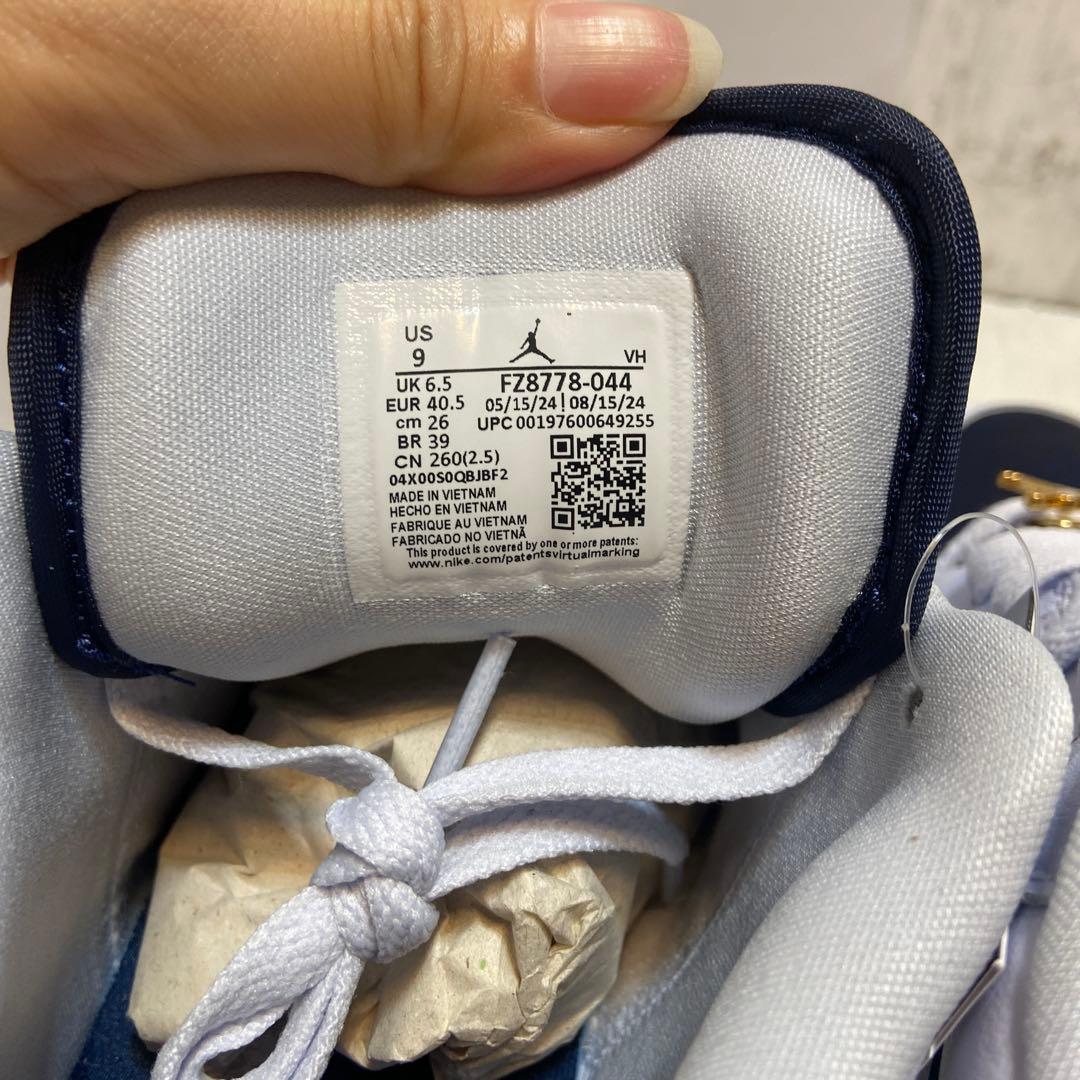 US
9 VH
UK 6.5 FZ8778-044
EUR 40.5 05/15/24 | 08/15/24
cm 26 UPC 00197600649255
BR 39
CN 260(2.5)
04X00S0QBJBF2
MADE IN VIETNAM
HECHO EN VIETNAM
FABRIQUE AU VIETNAM
FABRICADO NO VIETNÃ
This product is covered by one or more patents:
www.nike.com/patentsvirtualmarking